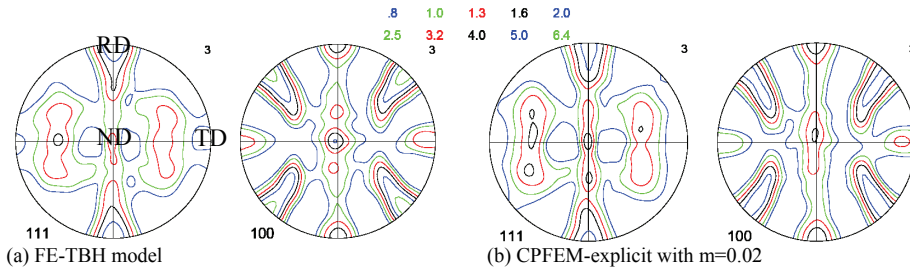 .8 1.0 1.3 1.6 2.0
2.5 3.2 4.0 5.0 6.4
RD
3
3
3
ND
TD
111
100
111
100
(a) FE-TBH model
(b) CPFEM-explicit with m=0.02